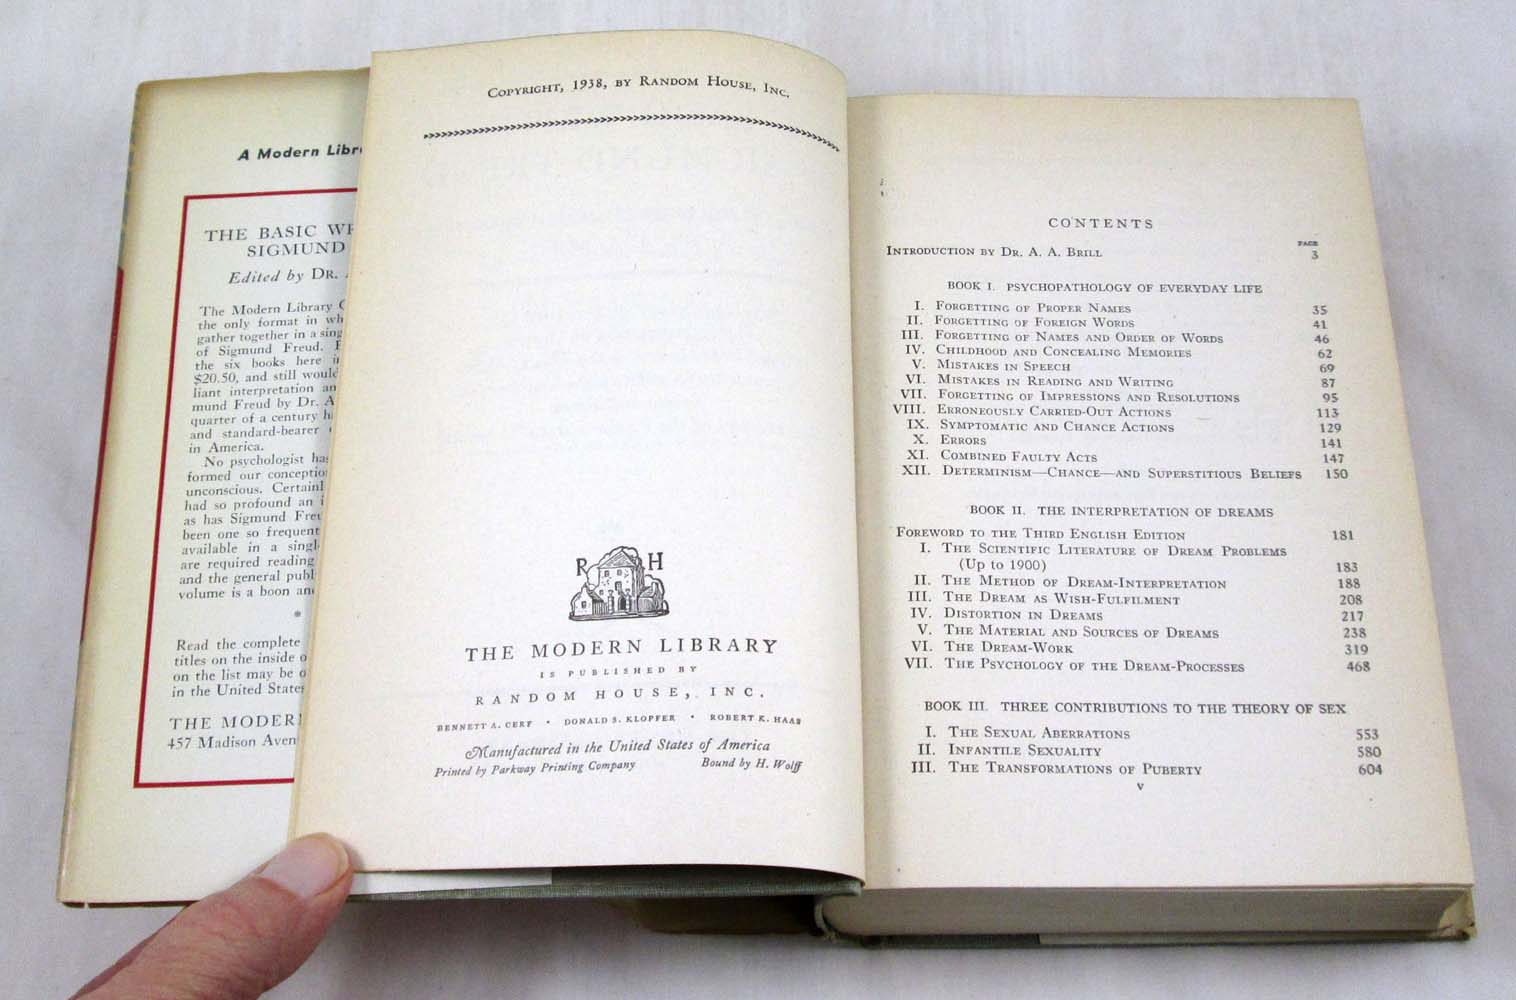 A Modern Libr
THE BASIC WR
SIGMUND
Edited by DR. A
The Modern Library G
the only format in wh
gather together in a sing
of Sigmund Freud. F
the six books here i
$20.50, and still would
liant interpretation an
mund Freud by Dr. A
quarter of a century h
and standard-bearer
in America.
No psychologist has
formed our conception
unconscious. Certainl
had so profound an i
as has Sigmund Freu
been one so frequent
available in a singl
are required reading
and the general publ
volume is a boon an
*
Read the complete
titles on the inside o
on the list may be o
in the United States
THE MODER
457 Madison Aven
COPYRIGHT, 1938, BY RANDOM HOUSE, INC.
R H
THE MODERN LIBRARY
IS PUBLISHED BY
RANDOM HOUSE, INC.
BENNETT A. CERF • DONALD S. KLOPFER • ROBERT K. HAAS
Manufactured in the United States of America
Printed by Parkway Printing Company Bound by H. Wolff
CONTENTS
PAGE
INTRODUCTION BY DR. A. A. BRILL 3
BOOK I. PSYCHOPATHOLOGY OF EVERYDAY LIFE
I. FORGETTING OF PROPER NAMES 35
II. FORGETTING OF FOREIGN WORDS 41
III. FORGETTING OF NAMES AND ORDER OF WORDS 46
IV. CHILDHOOD AND CONCEALING MEMORIES 62
V. MISTAKES IN SPEECH 69
VI. MISTAKES IN READING AND WRITING 87
VII. FORGETTING OF IMPRESSIONS AND RESOLUTIONS 95
VIII. ERRONEOUSLY CARRIED-OUT ACTIONS 113
IX. SYMPTOMATIC AND CHANCE ACTIONS 129
X. ERRORS 141
XI. COMBINED FAULTY ACTS 147
XII. DETERMINISM—CHANCE—AND SUPERSTITIOUS BELIEFS 150
BOOK II. THE INTERPRETATION OF DREAMS
FOREWORD TO THE THIRD ENGLISH EDITION 181
I. THE SCIENTIFIC LITERATURE OF DREAM PROBLEMS
(Up to 1900) 183
II. THE METHOD OF DREAM-INTERPRETATION 188
III. THE DREAM AS WISH-FULFILMENT 208
IV. DISTORTION IN DREAMS 217
V. THE MATERIAL AND SOURCES OF DREAMS 238
VI. THE DREAM-WORK 319
VII. THE PSYCHOLOGY OF THE DREAM-PROCESSES 468
BOOK III. THREE CONTRIBUTIONS TO THE THEORY OF SEX
I. THE SEXUAL ABERRATIONS 553
II. INFANTILE SEXUALITY 580
III. THE TRANSFORMATIONS OF PUBERTY 604
v